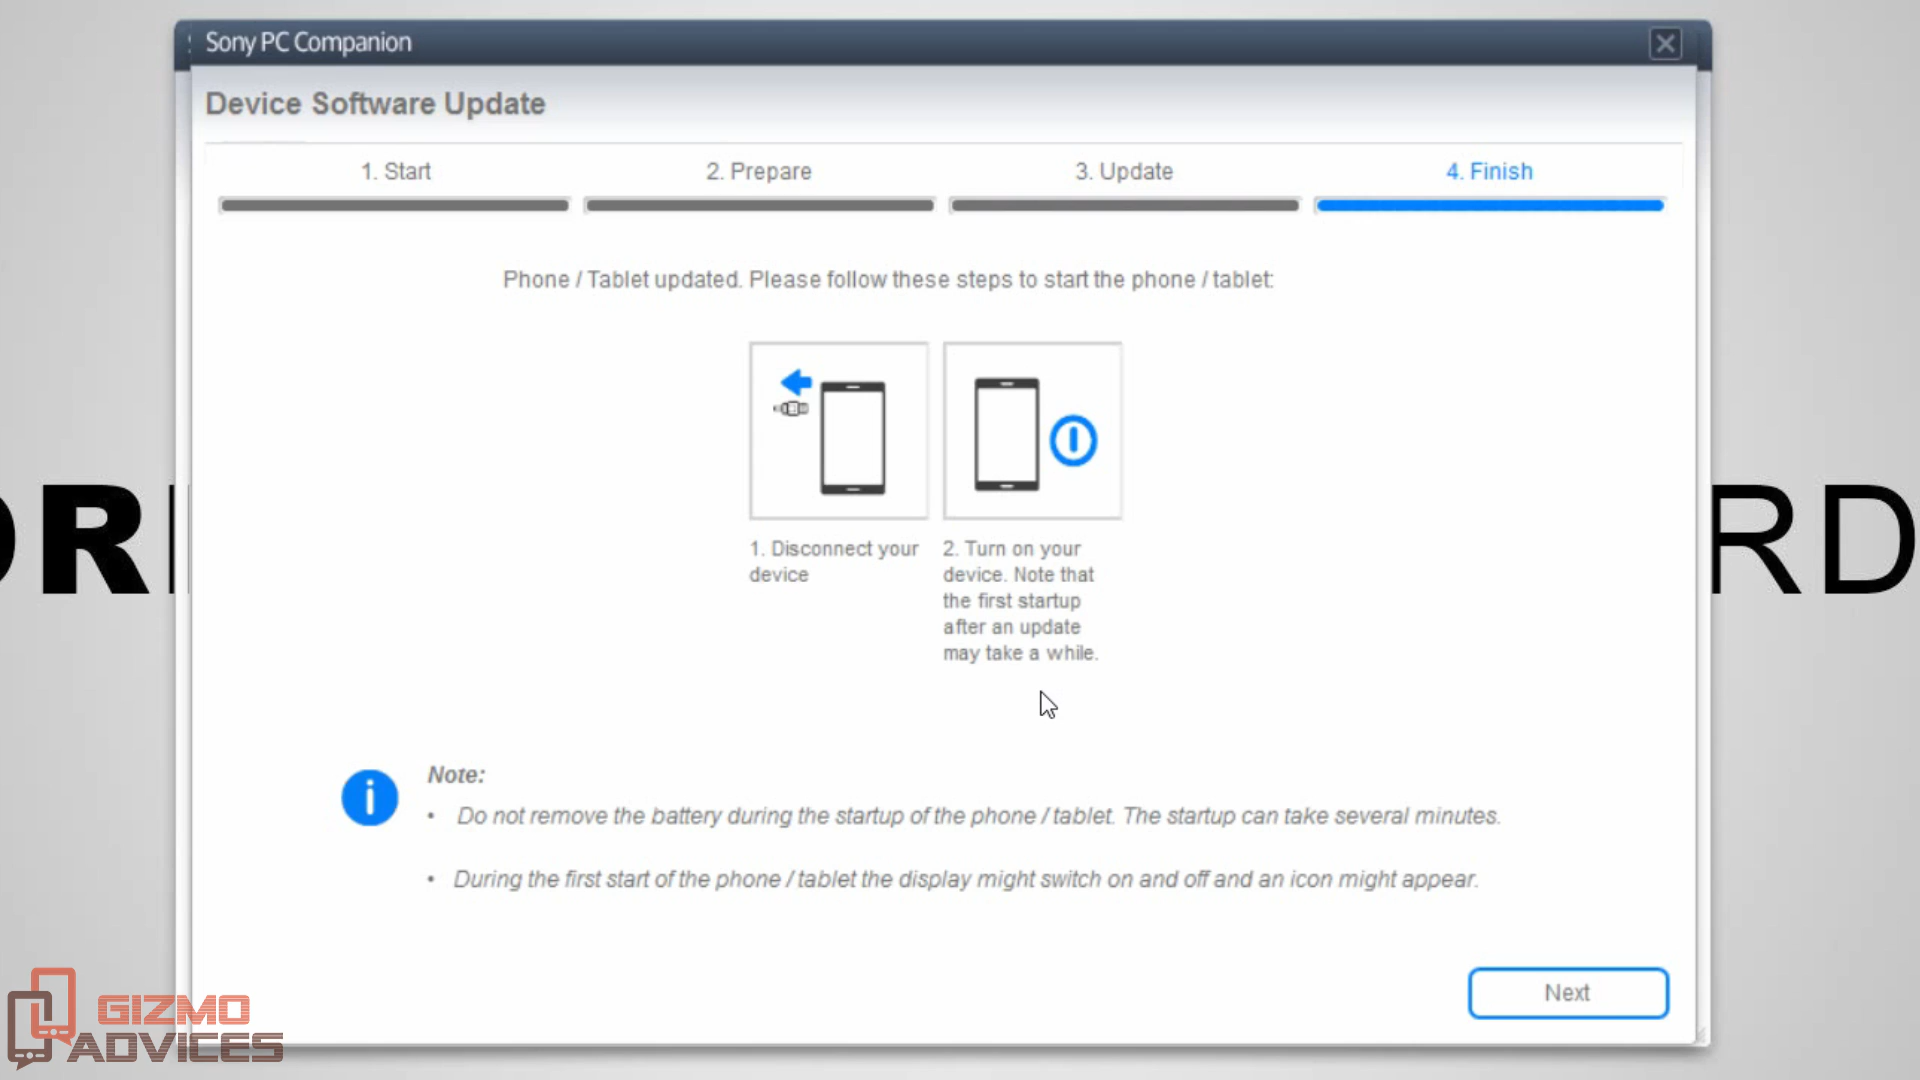 Sony PC Companion
Device Software Update
1. Start
2. Prepare
3. Update
4. Finish
Phone / Tablet updated. Please follow these steps to start the phone / tablet:
1. Disconnect your
device
2. Turn on your
device. Note that
the first startup
after an update
may take a while.
Note:
• Do not remove the battery during the startup of the phone / tablet. The startup can take several minutes.
• During the first start of the phone / tablet the display might switch on and off and an icon might appear.
Next
GIZMO
ADVICES